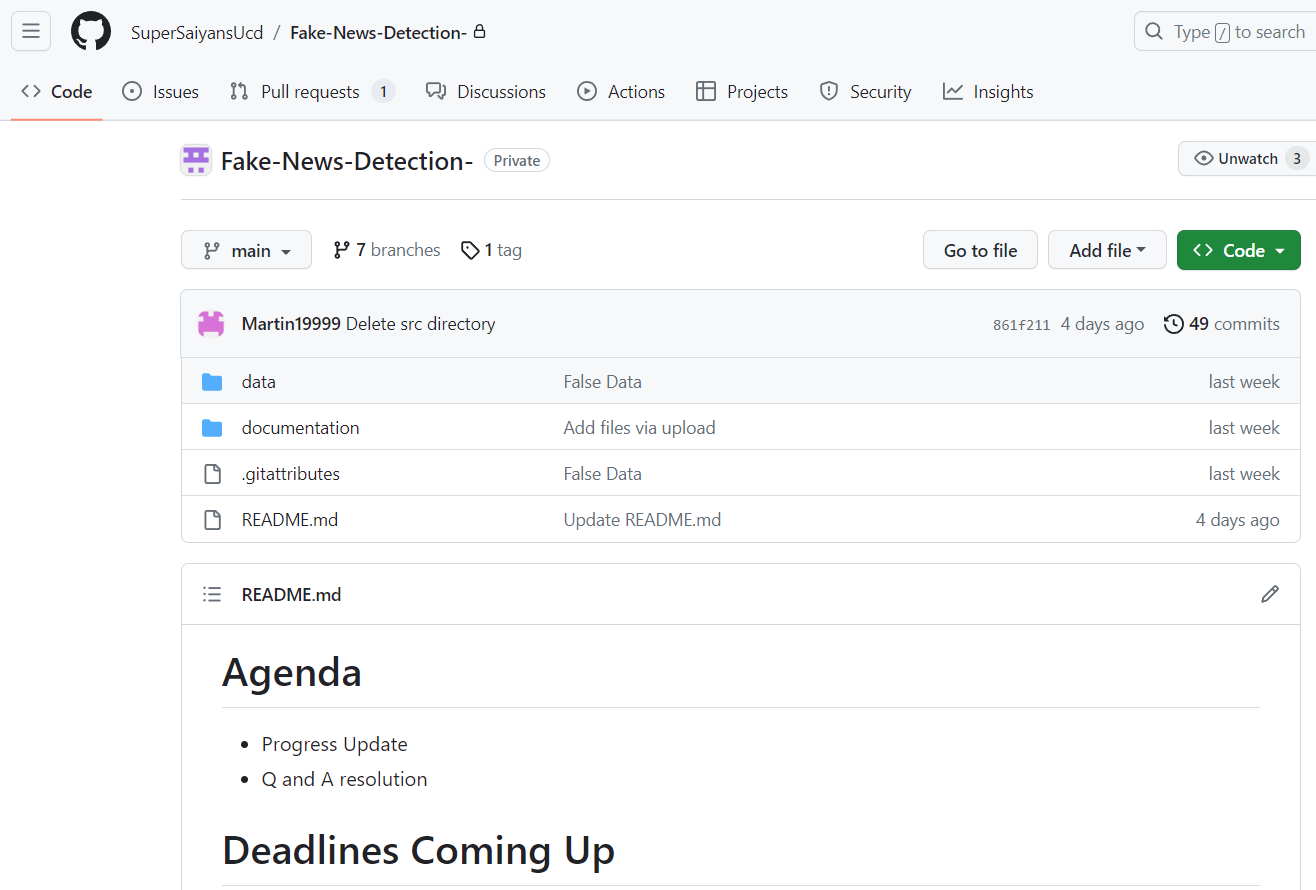 SuperSaiyansUcd / Fake-News-Detection-
Type / to search
Code Issues Pull requests 1 Discussions Actions Projects Security Insights
Fake-News-Detection- Private
Unwatch 3
main 7 branches 1 tag Go to file Add file Code
Martin19999 Delete src directory 861f211 4 days ago 49 commits
data False Data last week
documentation Add files via upload last week
.gitattributes False Data last week
README.md Update README.md 4 days ago
README.md
Agenda
• Progress Update
• Q and A resolution
Deadlines Coming Up